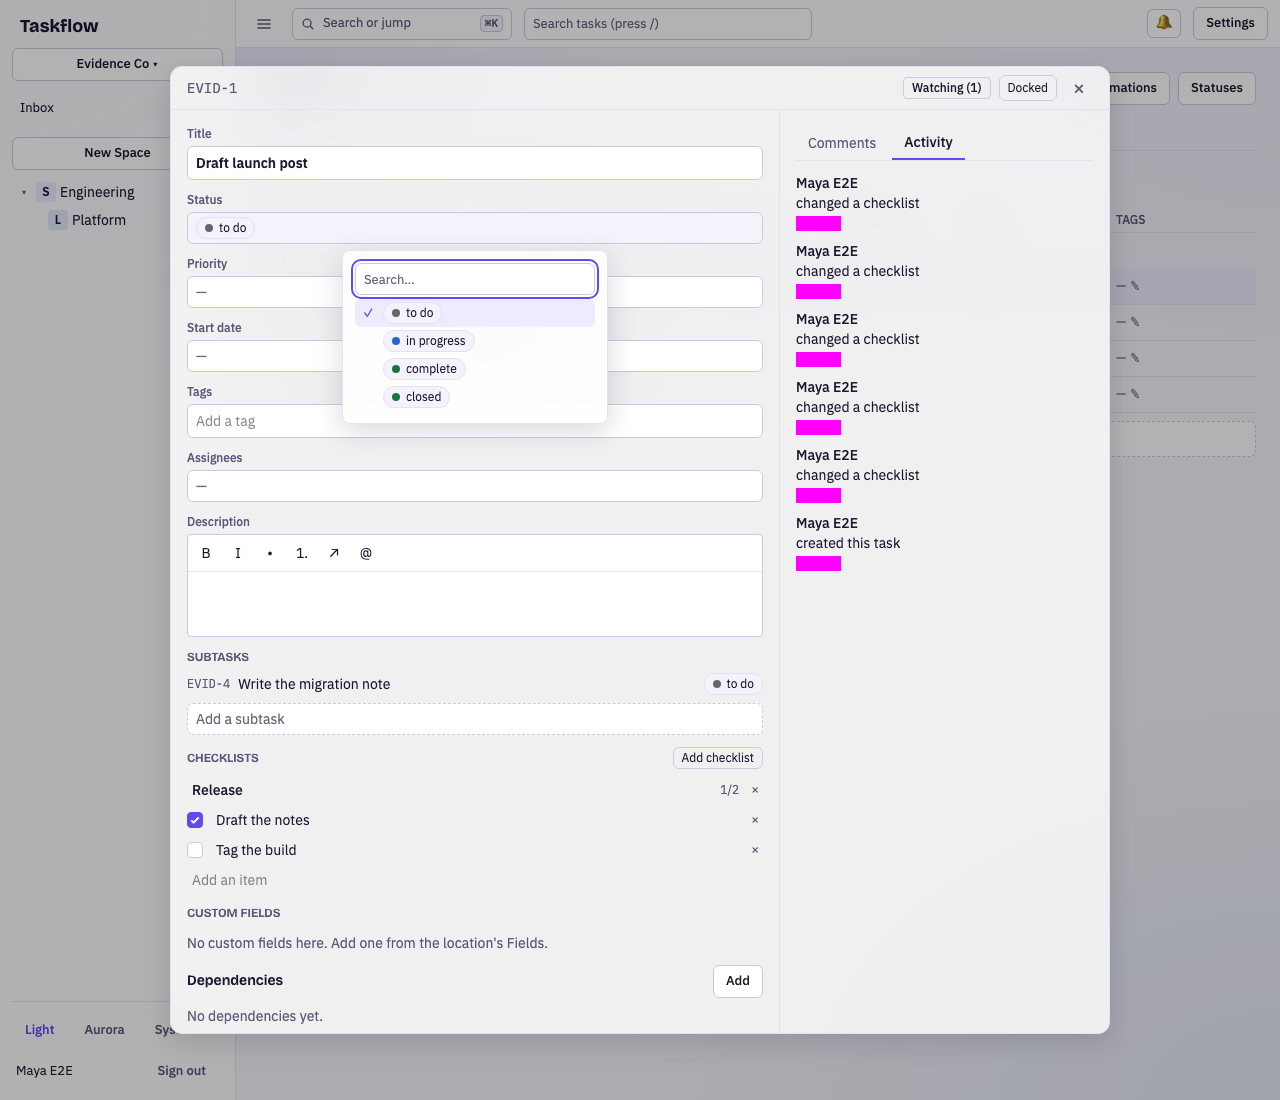 Taskflow
Search or jump
⌘K
Search tasks (press /)
🔔
Settings
Evidence Co ▾
Inbox
New Space
▾ S Engineering
L Platform
mations
Statuses
TAGS
— ✎
— ✎
— ✎
— ✎
EVID-1
Watching (1)
Docked
×
Title
Draft launch post
Status
to do
Priority
—
Start date
—
Tags
Add a tag
Assignees
—
Search...
✓ to do
in progress
complete
closed
Description
B I • 1. ↗ @
SUBTASKS
EVID-4 Write the migration note
to do
Add a subtask
CHECKLISTS
Add checklist
Release
1/2 ×
Draft the notes ×
Tag the build ×
Add an item
CUSTOM FIELDS
No custom fields here. Add one from the location's Fields.
Dependencies
Add
No dependencies yet.
Comments
Activity
Maya E2E
changed a checklist
Maya E2E
changed a checklist
Maya E2E
changed a checklist
Maya E2E
changed a checklist
Maya E2E
changed a checklist
Maya E2E
created this task
Light
Aurora
Sys
Maya E2E
Sign out